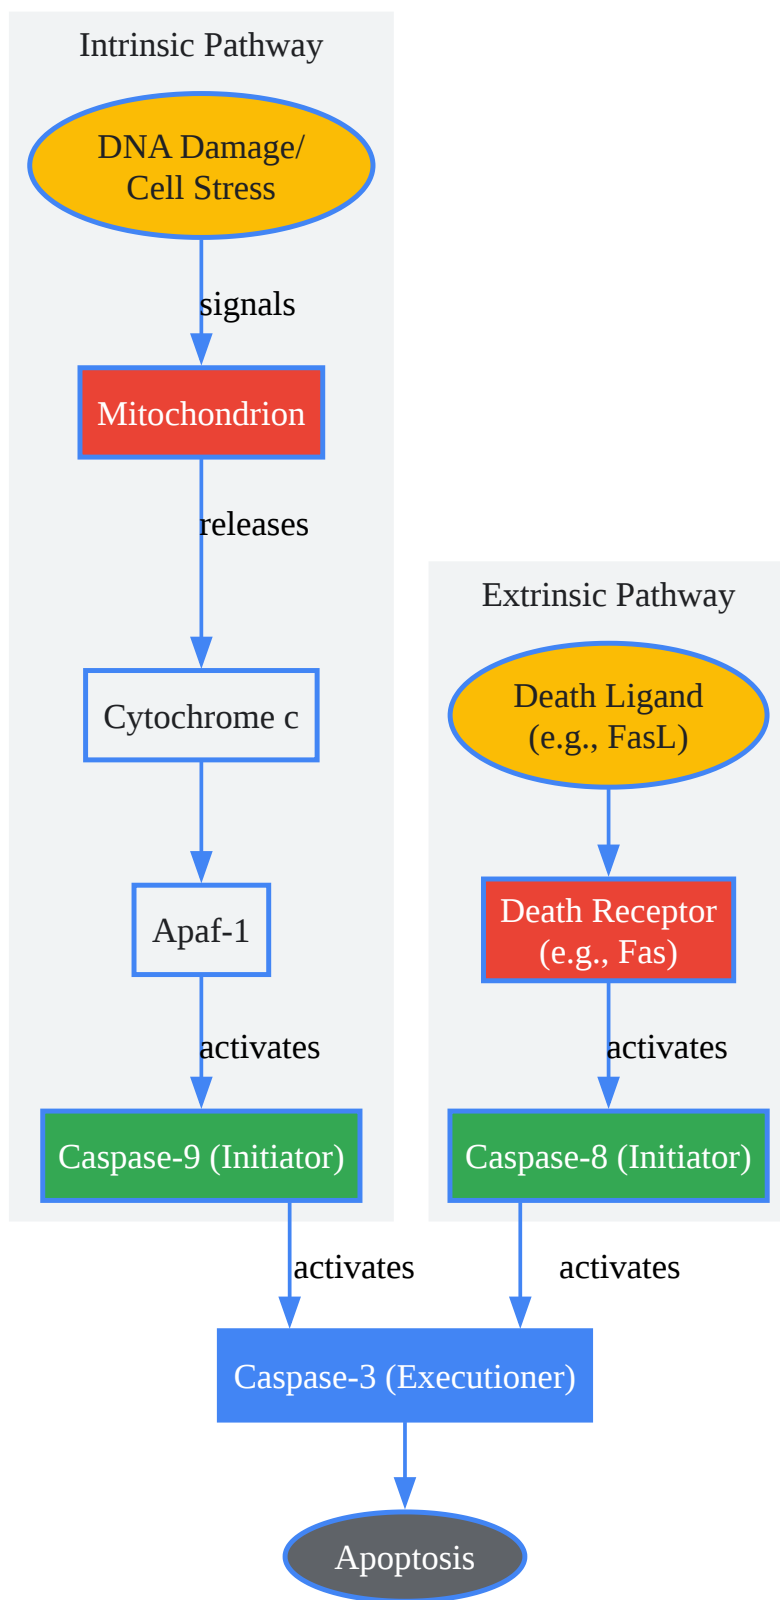 Intrinsic Pathway
DNA Damage/
Cell Stress
signals
Mitochondrion
releases
Cytochrome c
Apaf-1
activates
Caspase-9 (Initiator)
Extrinsic Pathway
Death Ligand
(e.g., FasL)
Death Receptor
(e.g., Fas)
activates
Caspase-8 (Initiator)
activates
activates
Caspase-3 (Executioner)
Apoptosis